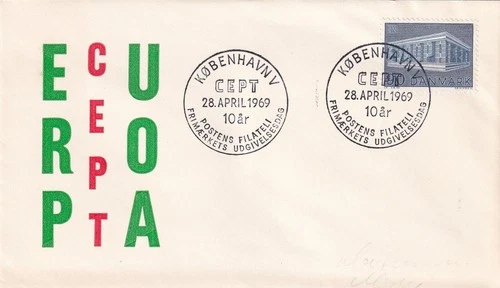 E U
R O
P A
CEPT
KØBENHAVN V
CEPT
28.APRIL 1969
10 år
POSTENS FILATELI
FRIMÆRKETS UDGIVELSESDAG
KØBENHAVN V
CEPT
28.APRIL 1969
10 år
POSTENS FILATELI
FRIMÆRKETS UDGIVELSESDAG
DANMARK